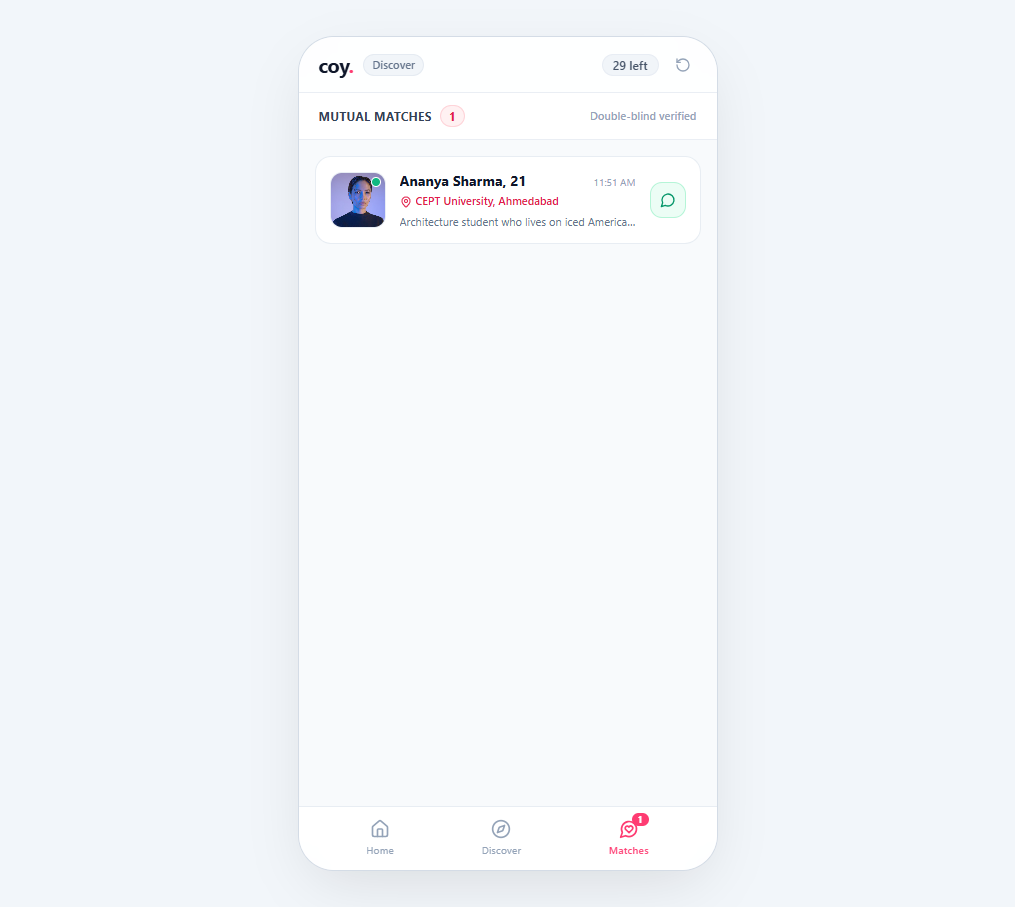 coy. Discover 29 left
MUTUAL MATCHES 1 Double-blind verified
Ananya Sharma, 21 11:51 AM
CEPT University, Ahmedabad
Architecture student who lives on iced America...
1
Home Discover Matches